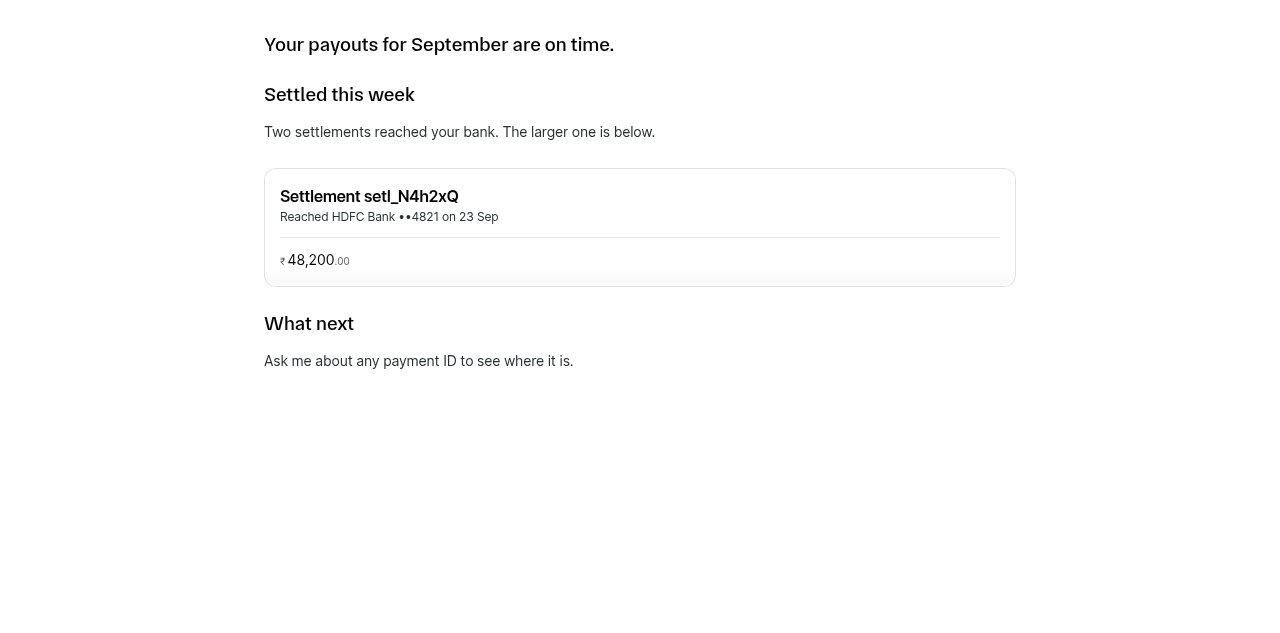 Your payouts for September are on time.
Settled this week
Two settlements reached your bank. The larger one is below.
Settlement setl_N4h2xQ
Reached HDFC Bank ••4821 on 23 Sep
₹48,200.00
What next
Ask me about any payment ID to see where it is.